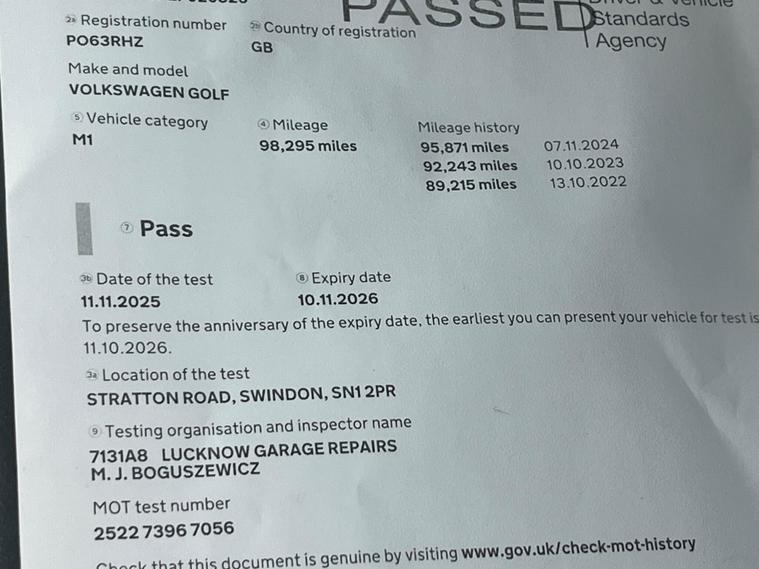 PASSED
Standards
Agency
2a Registration number
PO63RHZ
2b Country of registration
GB
Make and model
VOLKSWAGEN GOLF
5 Vehicle category
M1
4 Mileage
98,295 miles
Mileage history
95,871 miles 07.11.2024
92,243 miles 10.10.2023
89,215 miles 13.10.2022
7 Pass
3b Date of the test
11.11.2025
8 Expiry date
10.11.2026
To preserve the anniversary of the expiry date, the earliest you can present your vehicle for test is
11.10.2026.
3a Location of the test
STRATTON ROAD, SWINDON, SN1 2PR
9 Testing organisation and inspector name
7131A8 LUCKNOW GARAGE REPAIRS
M. J. BOGUSZEWICZ
MOT test number
2522 7396 7056
Check that this document is genuine by visiting www.gov.uk/check-mot-history